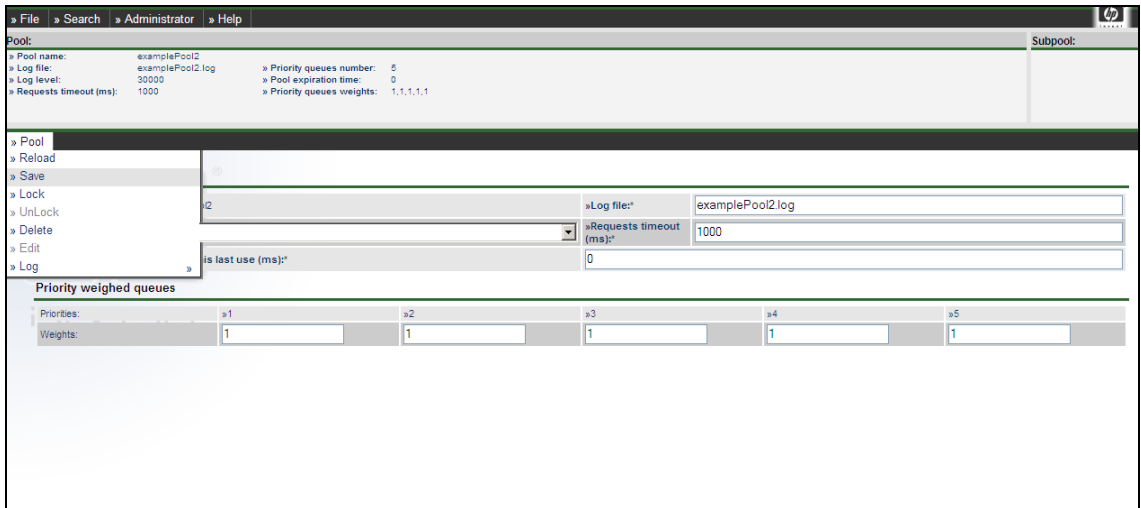 » File » Search » Administrator » Help
hp
Pool: Subpool:
» Pool name: examplePool2
» Log file: examplePool2.log » Priority queues number: 5
» Log level: 30000 » Pool expiration time: 0
» Requests timeout (ms): 1000 » Priority queues weights: 1,1,1,1,1
» Pool
» Reload
» Save
» Lock
» UnLock
» Delete
» Edit
» Log »
ol2 »Log file:* examplePool2.log
»Requests timeout (ms):* 1000
is last use (ms):* 0
Priority weighed queues
Priorities: »1 »2 »3 »4 »5
Weights: 1 1 1 1 1